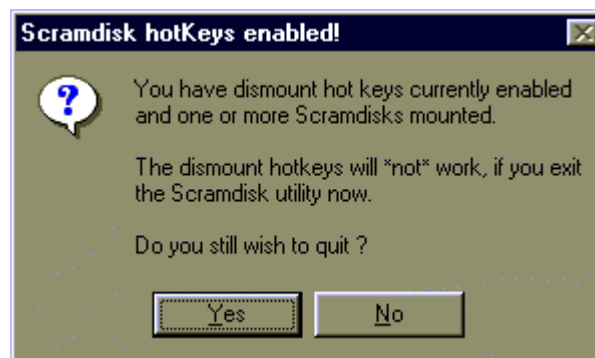 Scramdisk hotKeys enabled!
?
You have dismount hot keys currently enabled
and one or more Scramdisks mounted.
The dismount hotkeys will *not* work, if you exit
the Scramdisk utility now.
Do you still wish to quit ?
Yes
No